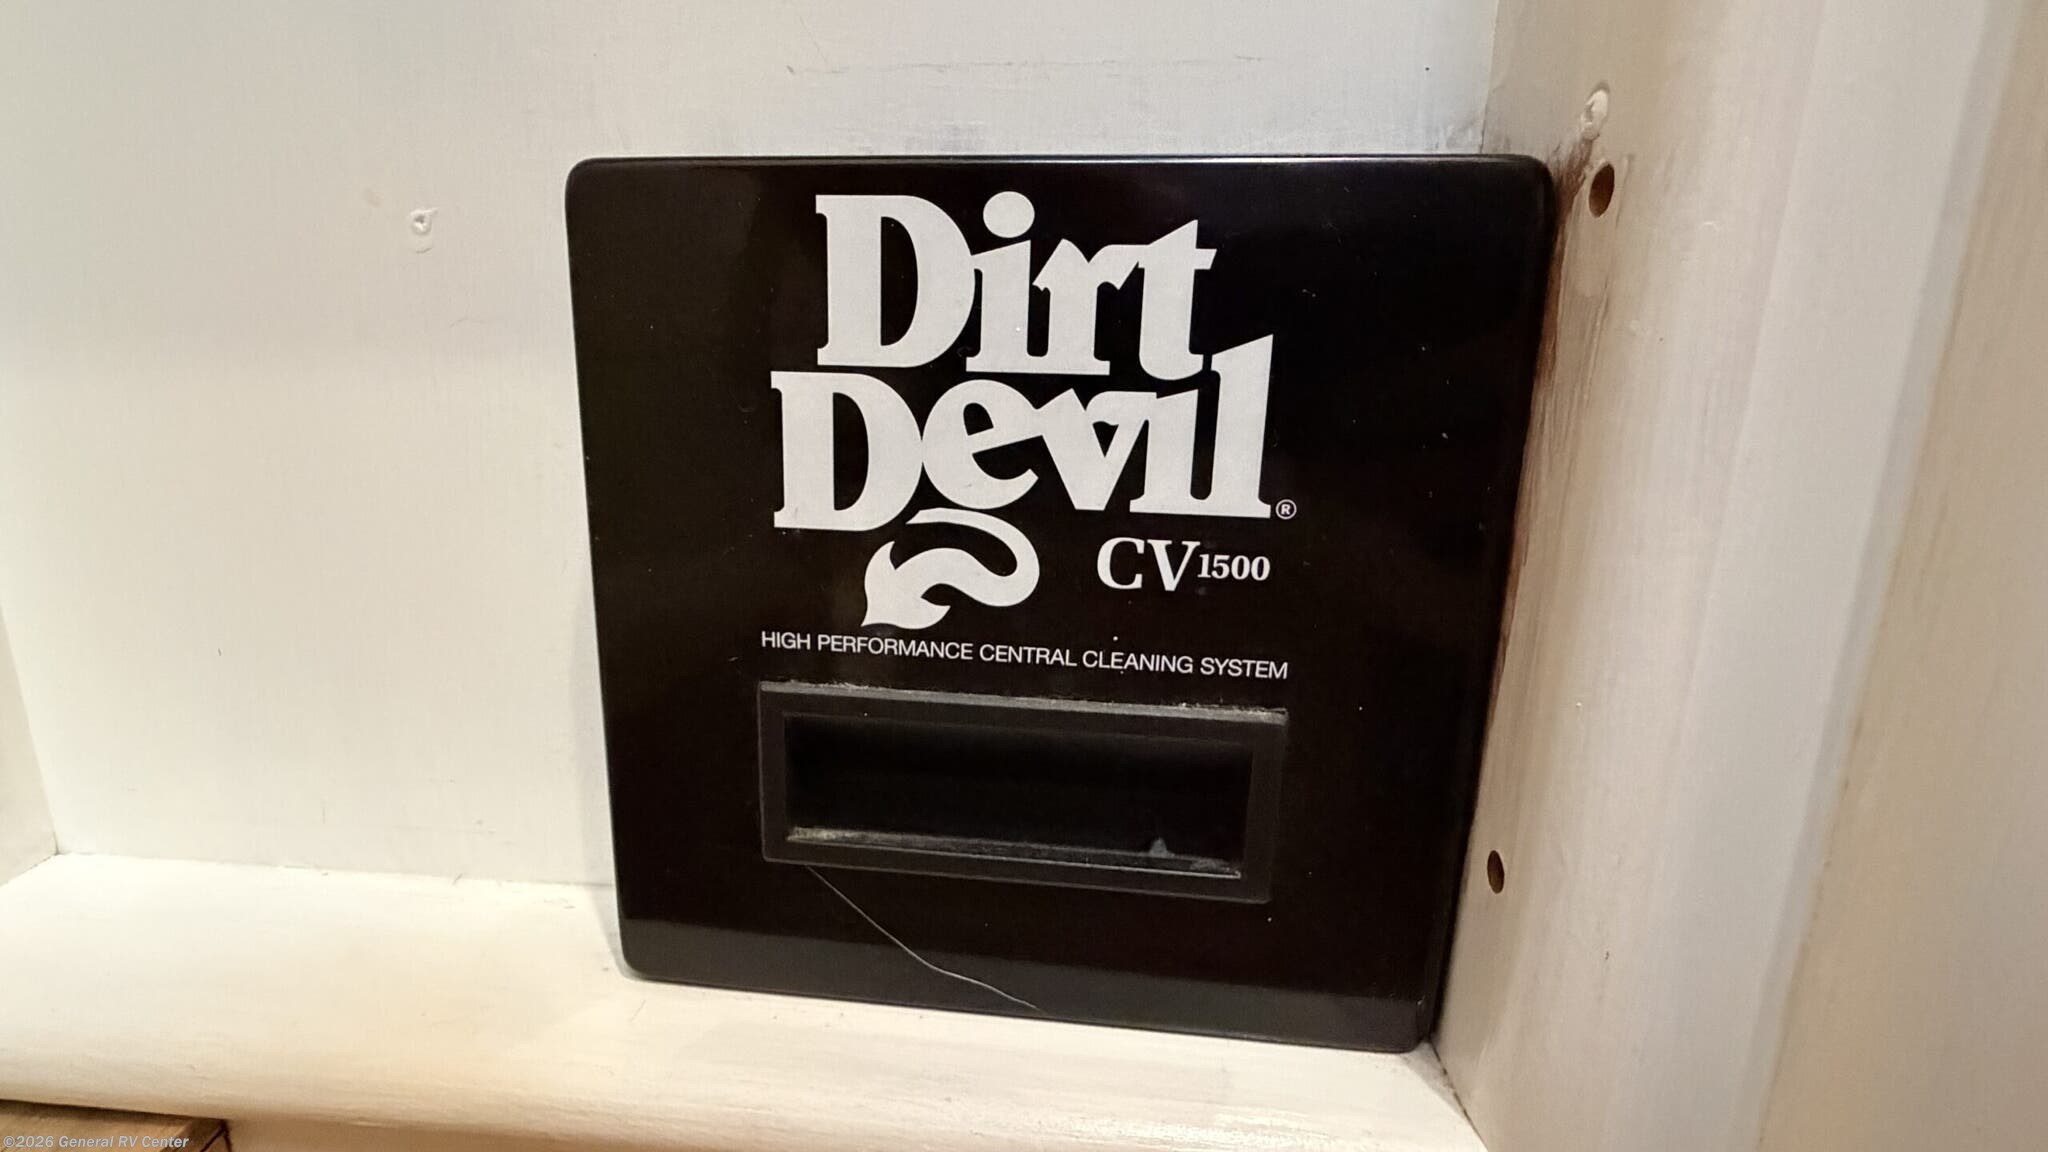 Dirt
Devil®
CV1500
HIGH PERFORMANCE CENTRAL CLEANING SYSTEM
©2026 General RV Center